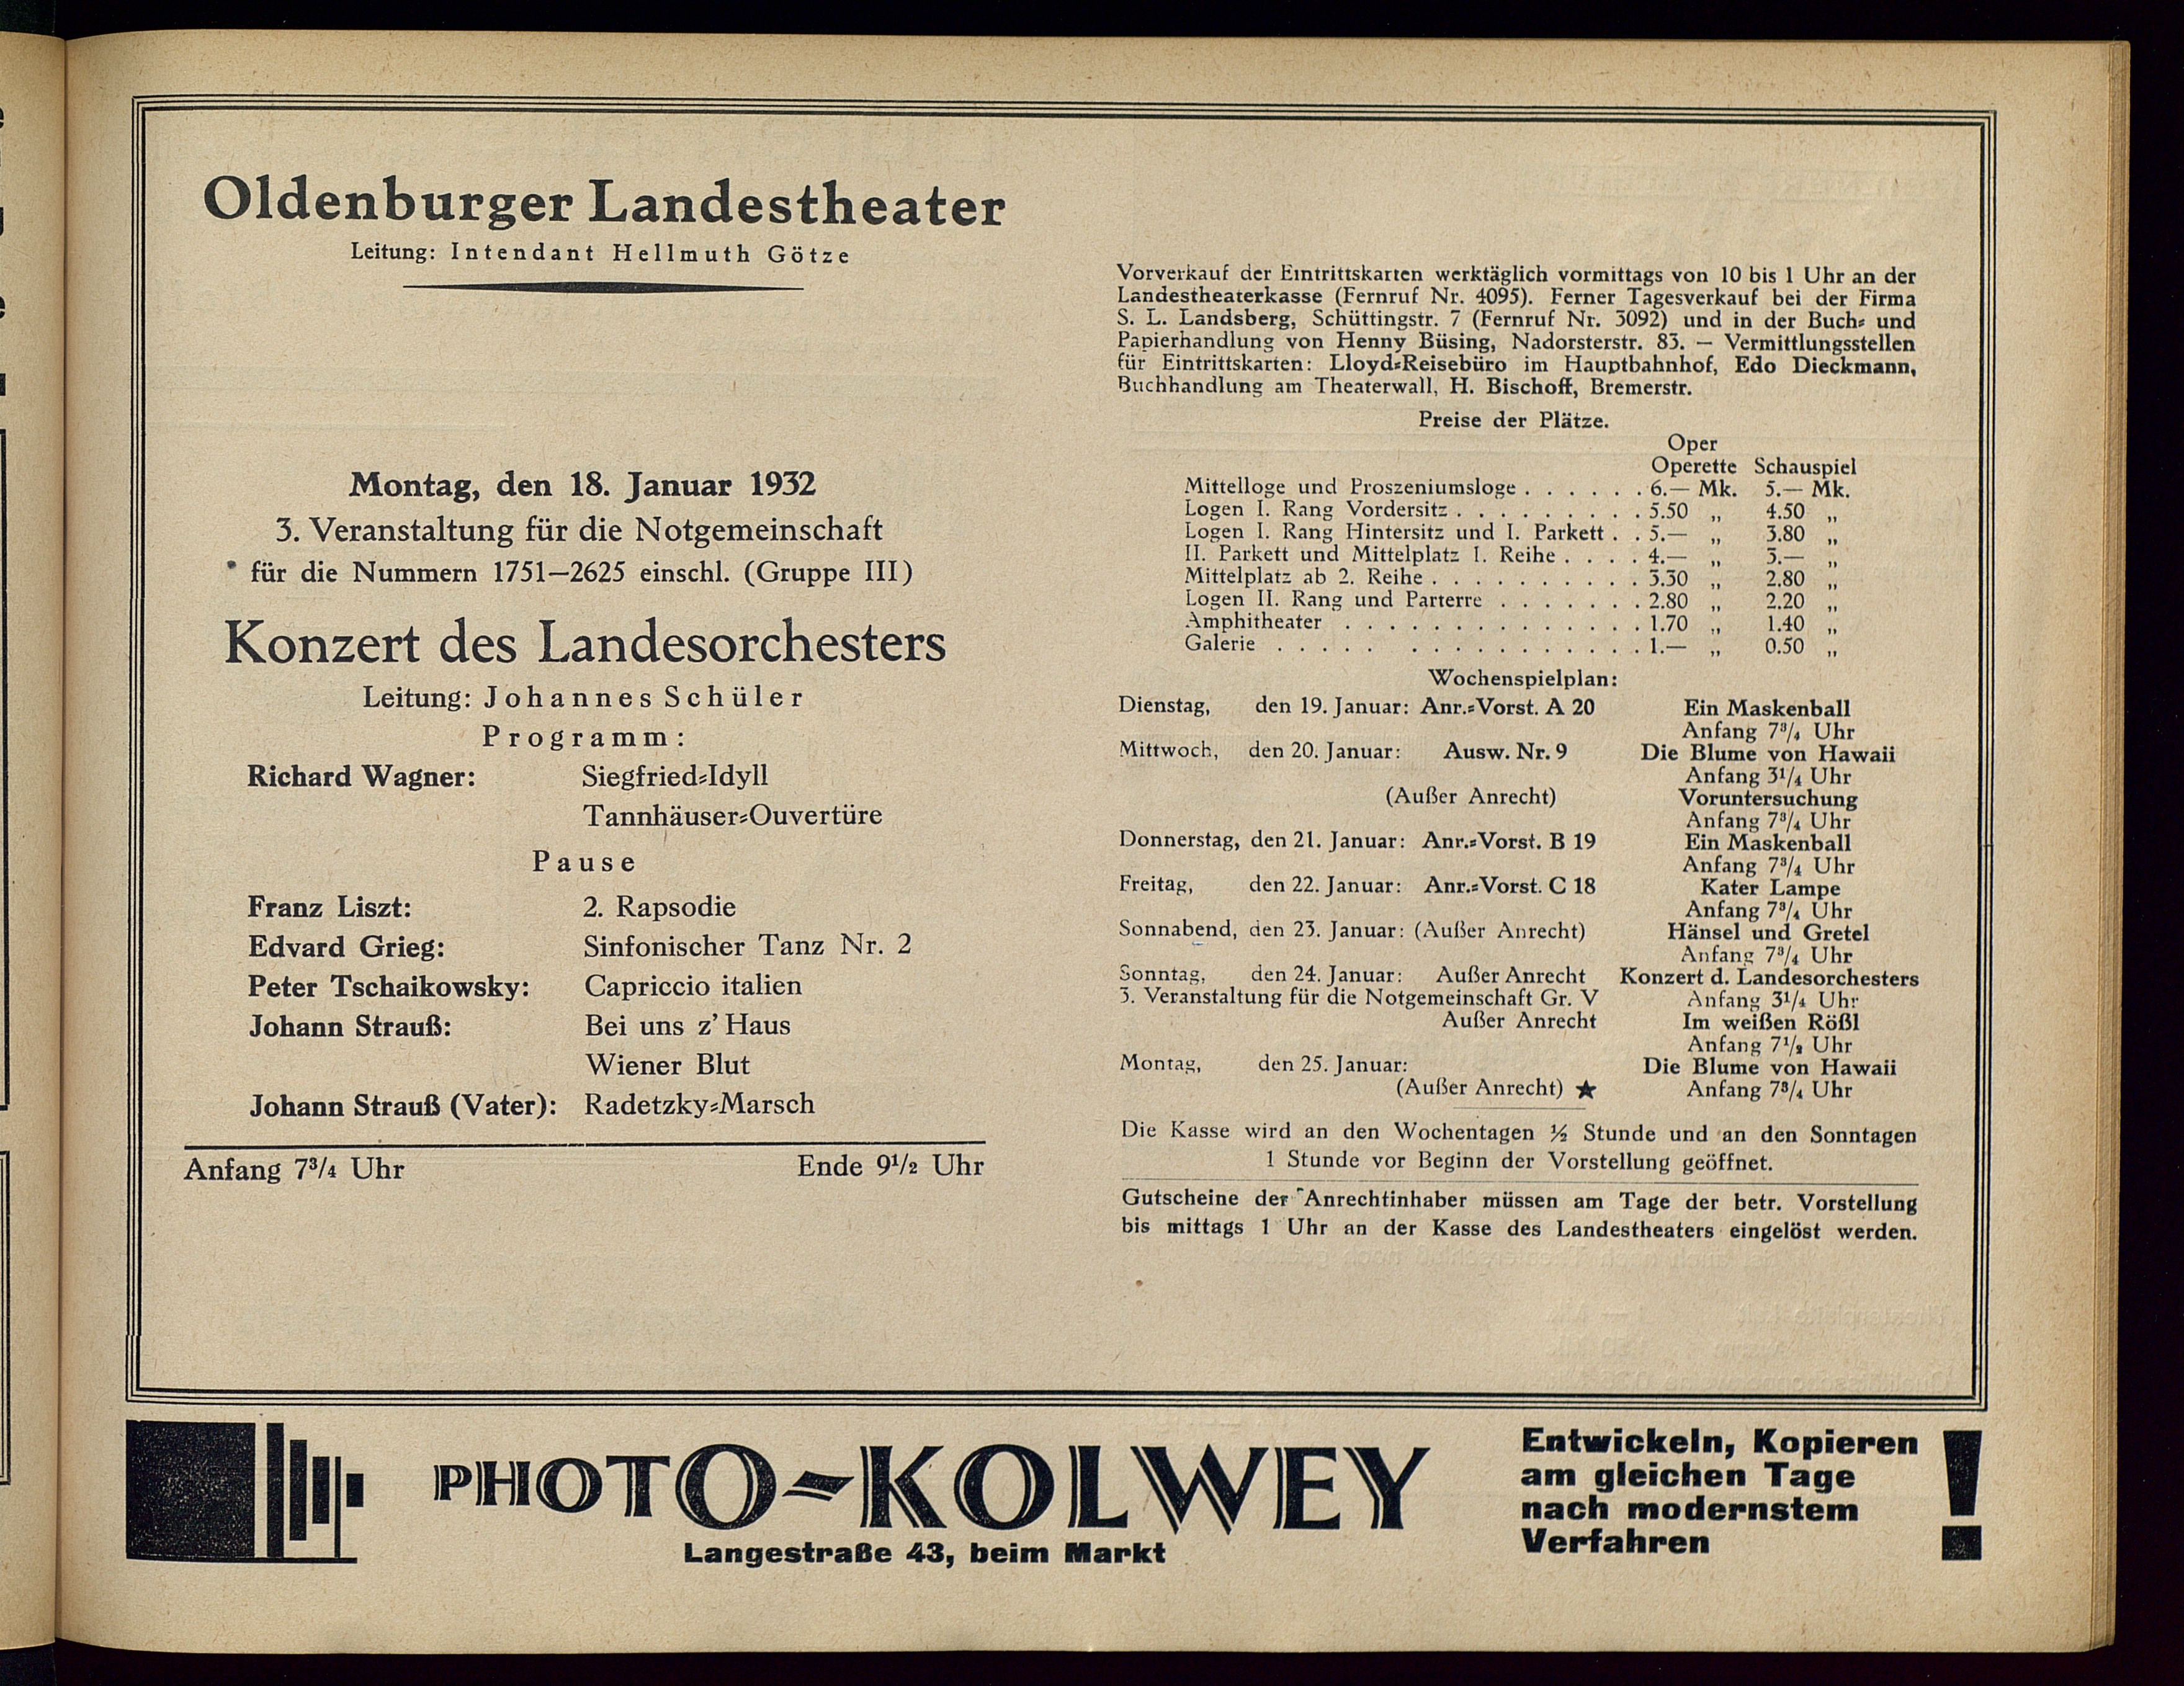 Oldenburger Landestheater
Leitung: Intendant Hellmuth Götze
Montag, den 18. Januar 1932
3. Veranstaltung für die Notgemeinschaft
für die Nummern 1751—2625 einschl. (Gruppe III)
Konzert des Landesorchesters
Leitung: Johannes Schüler
Programm:
Richard Wagner: Siegfried-Idyll
Tannhäuser-Ouvertüre
Pause
Franz Liszt: 2. Rapsodie
Edvard Grieg: Sinfonischer Tanz Nr. 2
Peter Tschaikowsky: Capriccio italien
Johann Strauß: Bei uns z' Haus
Wiener Blut
Johann Strauß (Vater): Radetzky-Marsch
Anfang 7¾ Uhr Ende 9½ Uhr
Vorverkauf der Eintrittskarten werktäglich vormittags von 10 bis 1 Uhr an der
Landestheaterkasse (Fernruf Nr. 4095). Ferner Tagesverkauf bei der Firma
S. L. Landsberg, Schüttingstr. 7 (Fernruf Nr. 3092) und in der Buch- und
Papierhandlung von Henny Büsing, Nadorsterstr. 83. — Vermittlungsstellen
für Eintrittskarten: Lloyd-Reisebüro im Hauptbahnhof, Edo Dieckmann,
Buchhandlung am Theaterwall, H. Bischoff, Bremerstr.
Preise der Plätze.
Oper
Operette Schauspiel
Mittelloge und Proszeniumsloge . . . . . . 6.— Mk. 5.— Mk.
Logen I. Rang Vordersitz . . . . . . . . . 5.50 „ 4.50 „
Logen I. Rang Hintersitz und I. Parkett . . 5.— „ 3.80 „
II. Parkett und Mittelplatz I. Reihe . . . . 4.— „ 3.— „
Mittelplatz ab 2. Reihe . . . . . . . . . . 3.30 „ 2.80 „
Logen II. Rang und Parterre . . . . . . . 2.80 „ 2.20 „
Amphitheater . . . . . . . . . . . . . . 1.70 „ 1.40 „
Galerie . . . . . . . . . . . . . . . . 1.— „ 0.50 „
Wochenspielplan:
Dienstag, den 19. Januar: Anr.-Vorst. A 20 Ein Maskenball
Anfang 7¾ Uhr
Mittwoch, den 20. Januar: Ausw. Nr. 9 Die Blume von Hawaii
Anfang 3¼ Uhr
(Außer Anrecht) Voruntersuchung
Anfang 7¾ Uhr
Donnerstag, den 21. Januar: Anr.-Vorst. B 19 Ein Maskenball
Anfang 7¾ Uhr
Freitag, den 22. Januar: Anr.-Vorst. C 18 Kater Lampe
Anfang 7¾ Uhr
Sonnabend, den 23. Januar: (Außer Anrecht) Hänsel und Gretel
Anfang 7¾ Uhr
Sonntag, den 24. Januar: Außer Anrecht Konzert d. Landesorchesters
3. Veranstaltung für die Notgemeinschaft Gr. V Anfang 3¼ Uhr
Außer Anrecht Im weißen Rößl
Anfang 7½ Uhr
Montag, den 25. Januar: Die Blume von Hawaii
(Außer Anrecht) ★ Anfang 7¾ Uhr
Die Kasse wird an den Wochentagen ½ Stunde und an den Sonntagen
1 Stunde vor Beginn der Vorstellung geöffnet.
Gutscheine der Anrechtinhaber müssen am Tage der betr. Vorstellung
bis mittags 1 Uhr an der Kasse des Landestheaters eingelöst werden.
PHOTO-KOLWEY
Langestraße 43, beim Markt
Entwickeln, Kopieren
am gleichen Tage
nach modernstem
Verfahren !